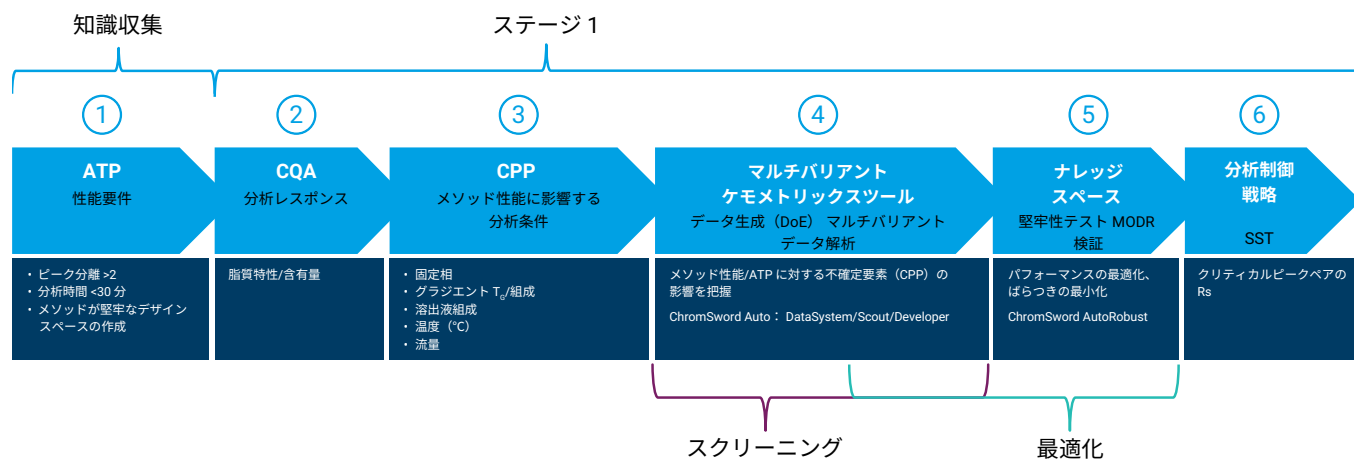 知識収集
ステージ 1
1
2
3
4
5
6
ATP
性能要件
CQA
分析レスポンス
CPP
メソッド性能に影響する
分析条件
マルチバリアント
ケモメトリックスツール
データ生成（DoE） マルチバリアント
データ解析
ナレッジ
スペース
堅牢性テスト MODR
検証
分析制御
戦略
SST
・ ピーク分離 >2
・ 分析時間 <30 分
・ メソッドが堅牢なデザイン
スペースの作成
脂質特性/含有量
・ 固定相
・ グラジエント TG/組成
・ 溶出液組成
・ 温度（℃）
・ 流量
メソッド性能/ATP に対する不確定要素（CPP）の
影響を把握
ChromSword Auto： DataSystem/Scout/Developer
パフォーマンスの最適化、
ばらつきの最小化
ChromSword AutoRobust
クリティカルピークペアの
Rs
スクリーニング
最適化